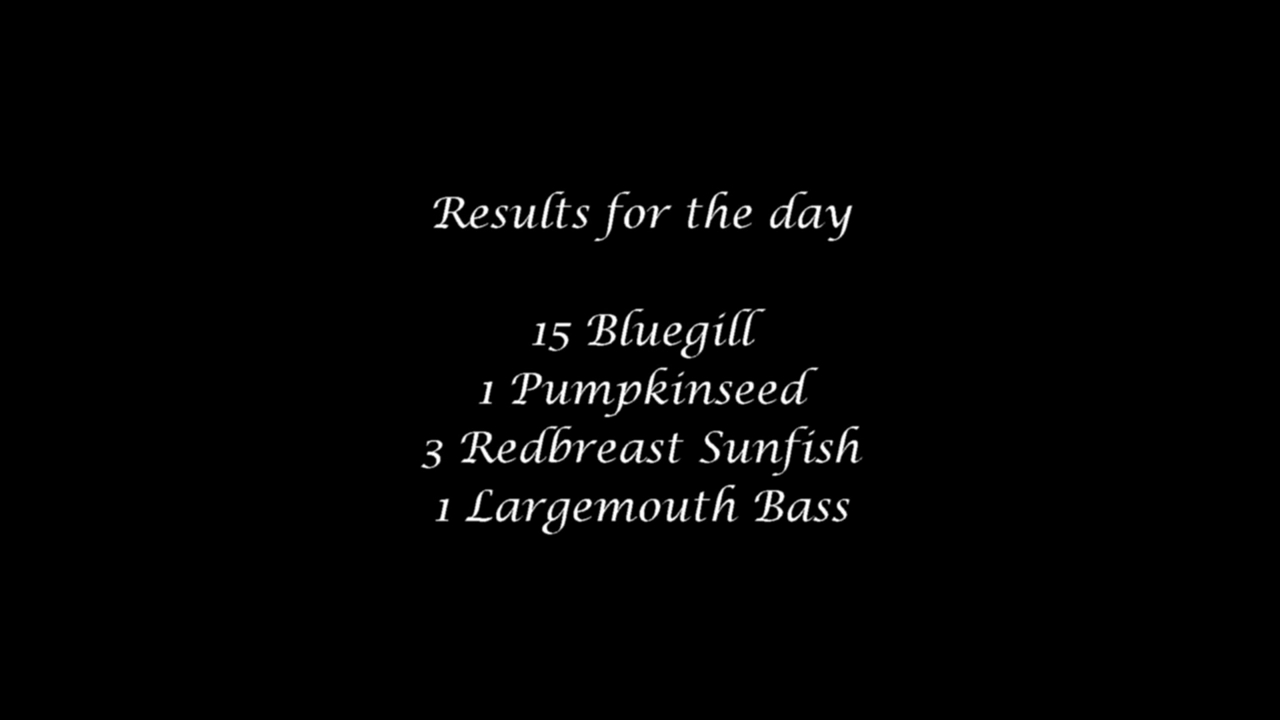 Results for the day
15 Bluegill
1 Pumpkinseed
3 Redbreast Sunfish
1 Largemouth Bass